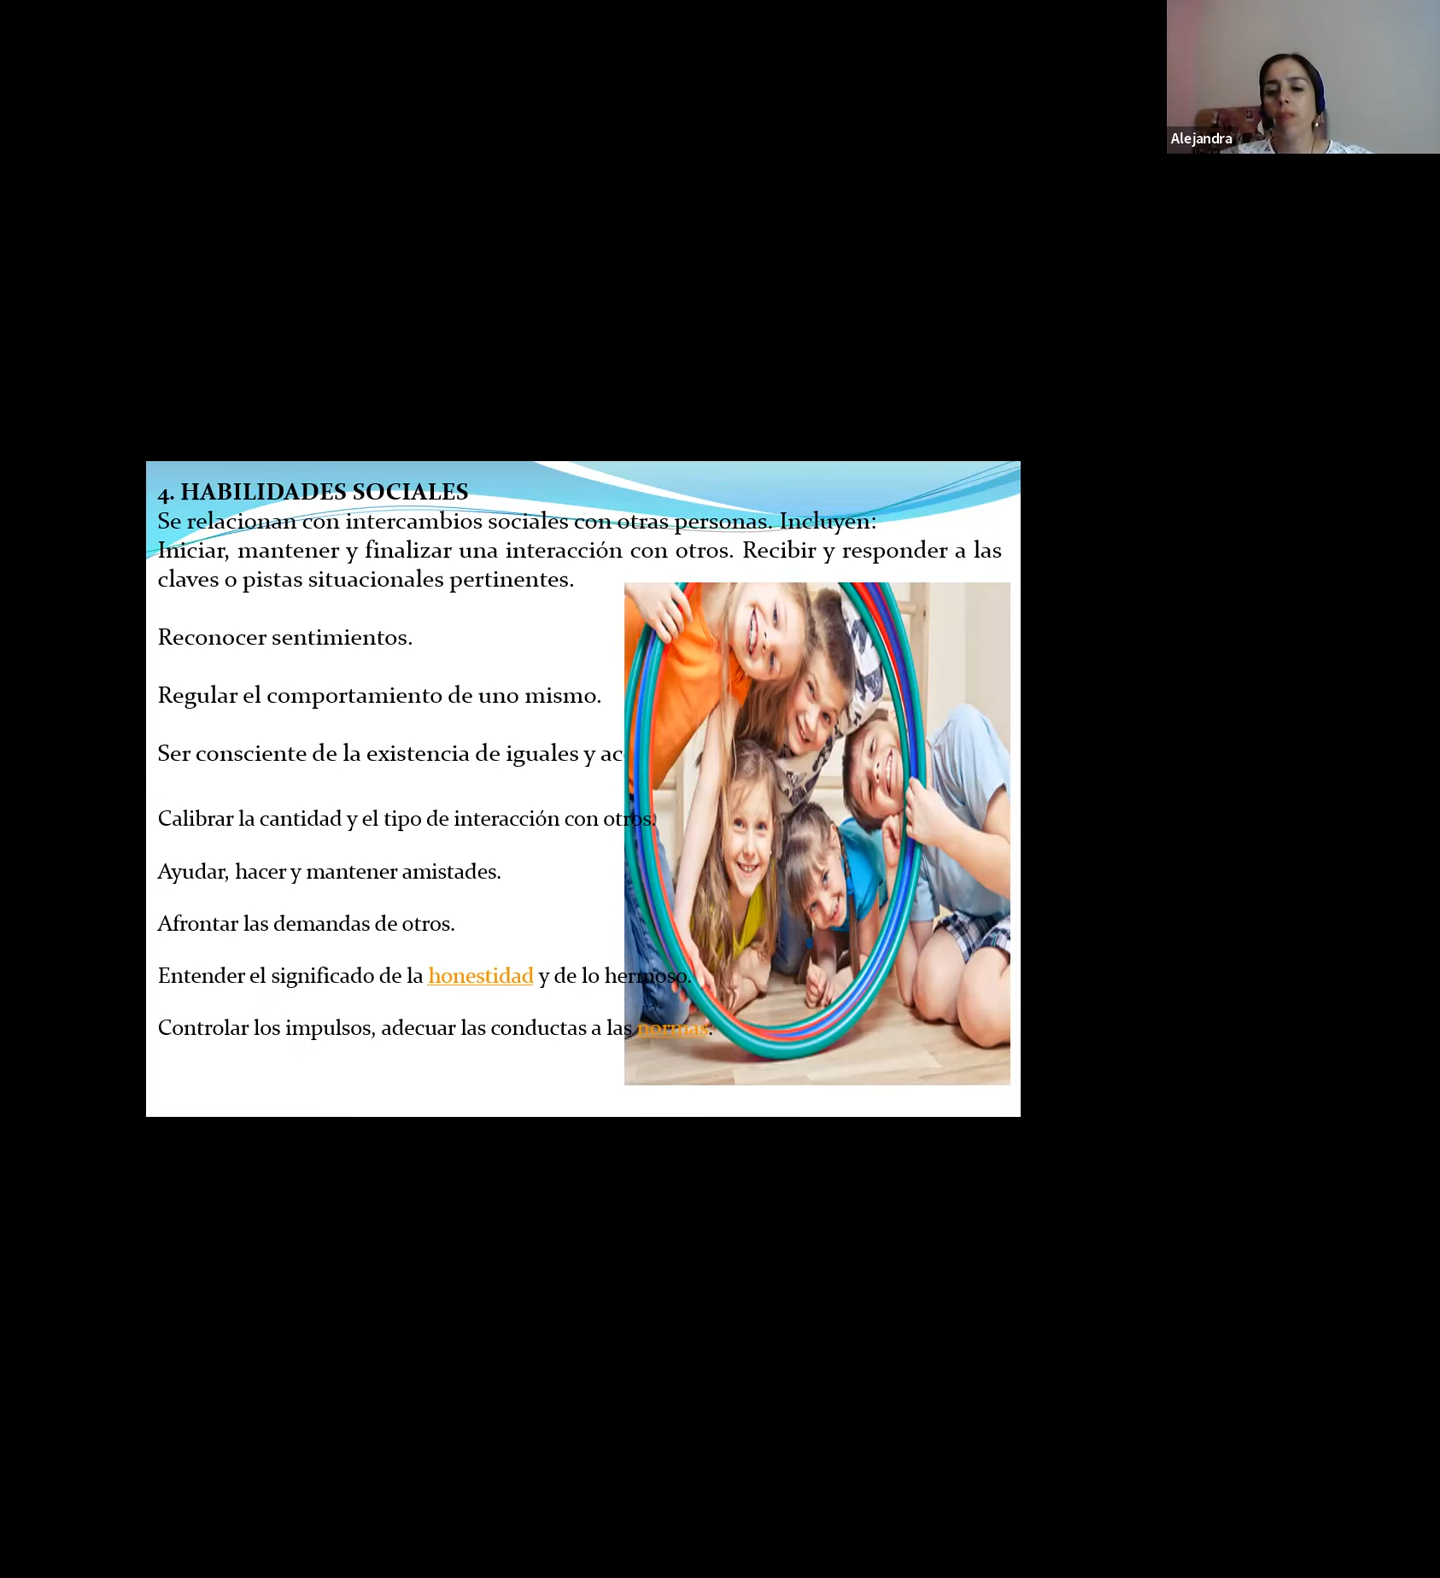 Alejandra
4. HABILIDADES SOCIALES
Se relacionan con intercambios sociales con otras personas. Incluyen:
Iniciar, mantener y finalizar una interacción con otros. Recibir y responder a las
claves o pistas situacionales pertinentes.
Reconocer sentimientos.
Regular el comportamiento de uno mismo.
Ser consciente de la existencia de iguales y
Calibrar la cantidad y el tipo de interacción con otros.
Ayudar, hacer y mantener amistades.
Afrontar las demandas de otros.
Entender el significado de la honestidad y de lo hermoso.
Controlar los impulsos, adecuar las conductas a las normas.